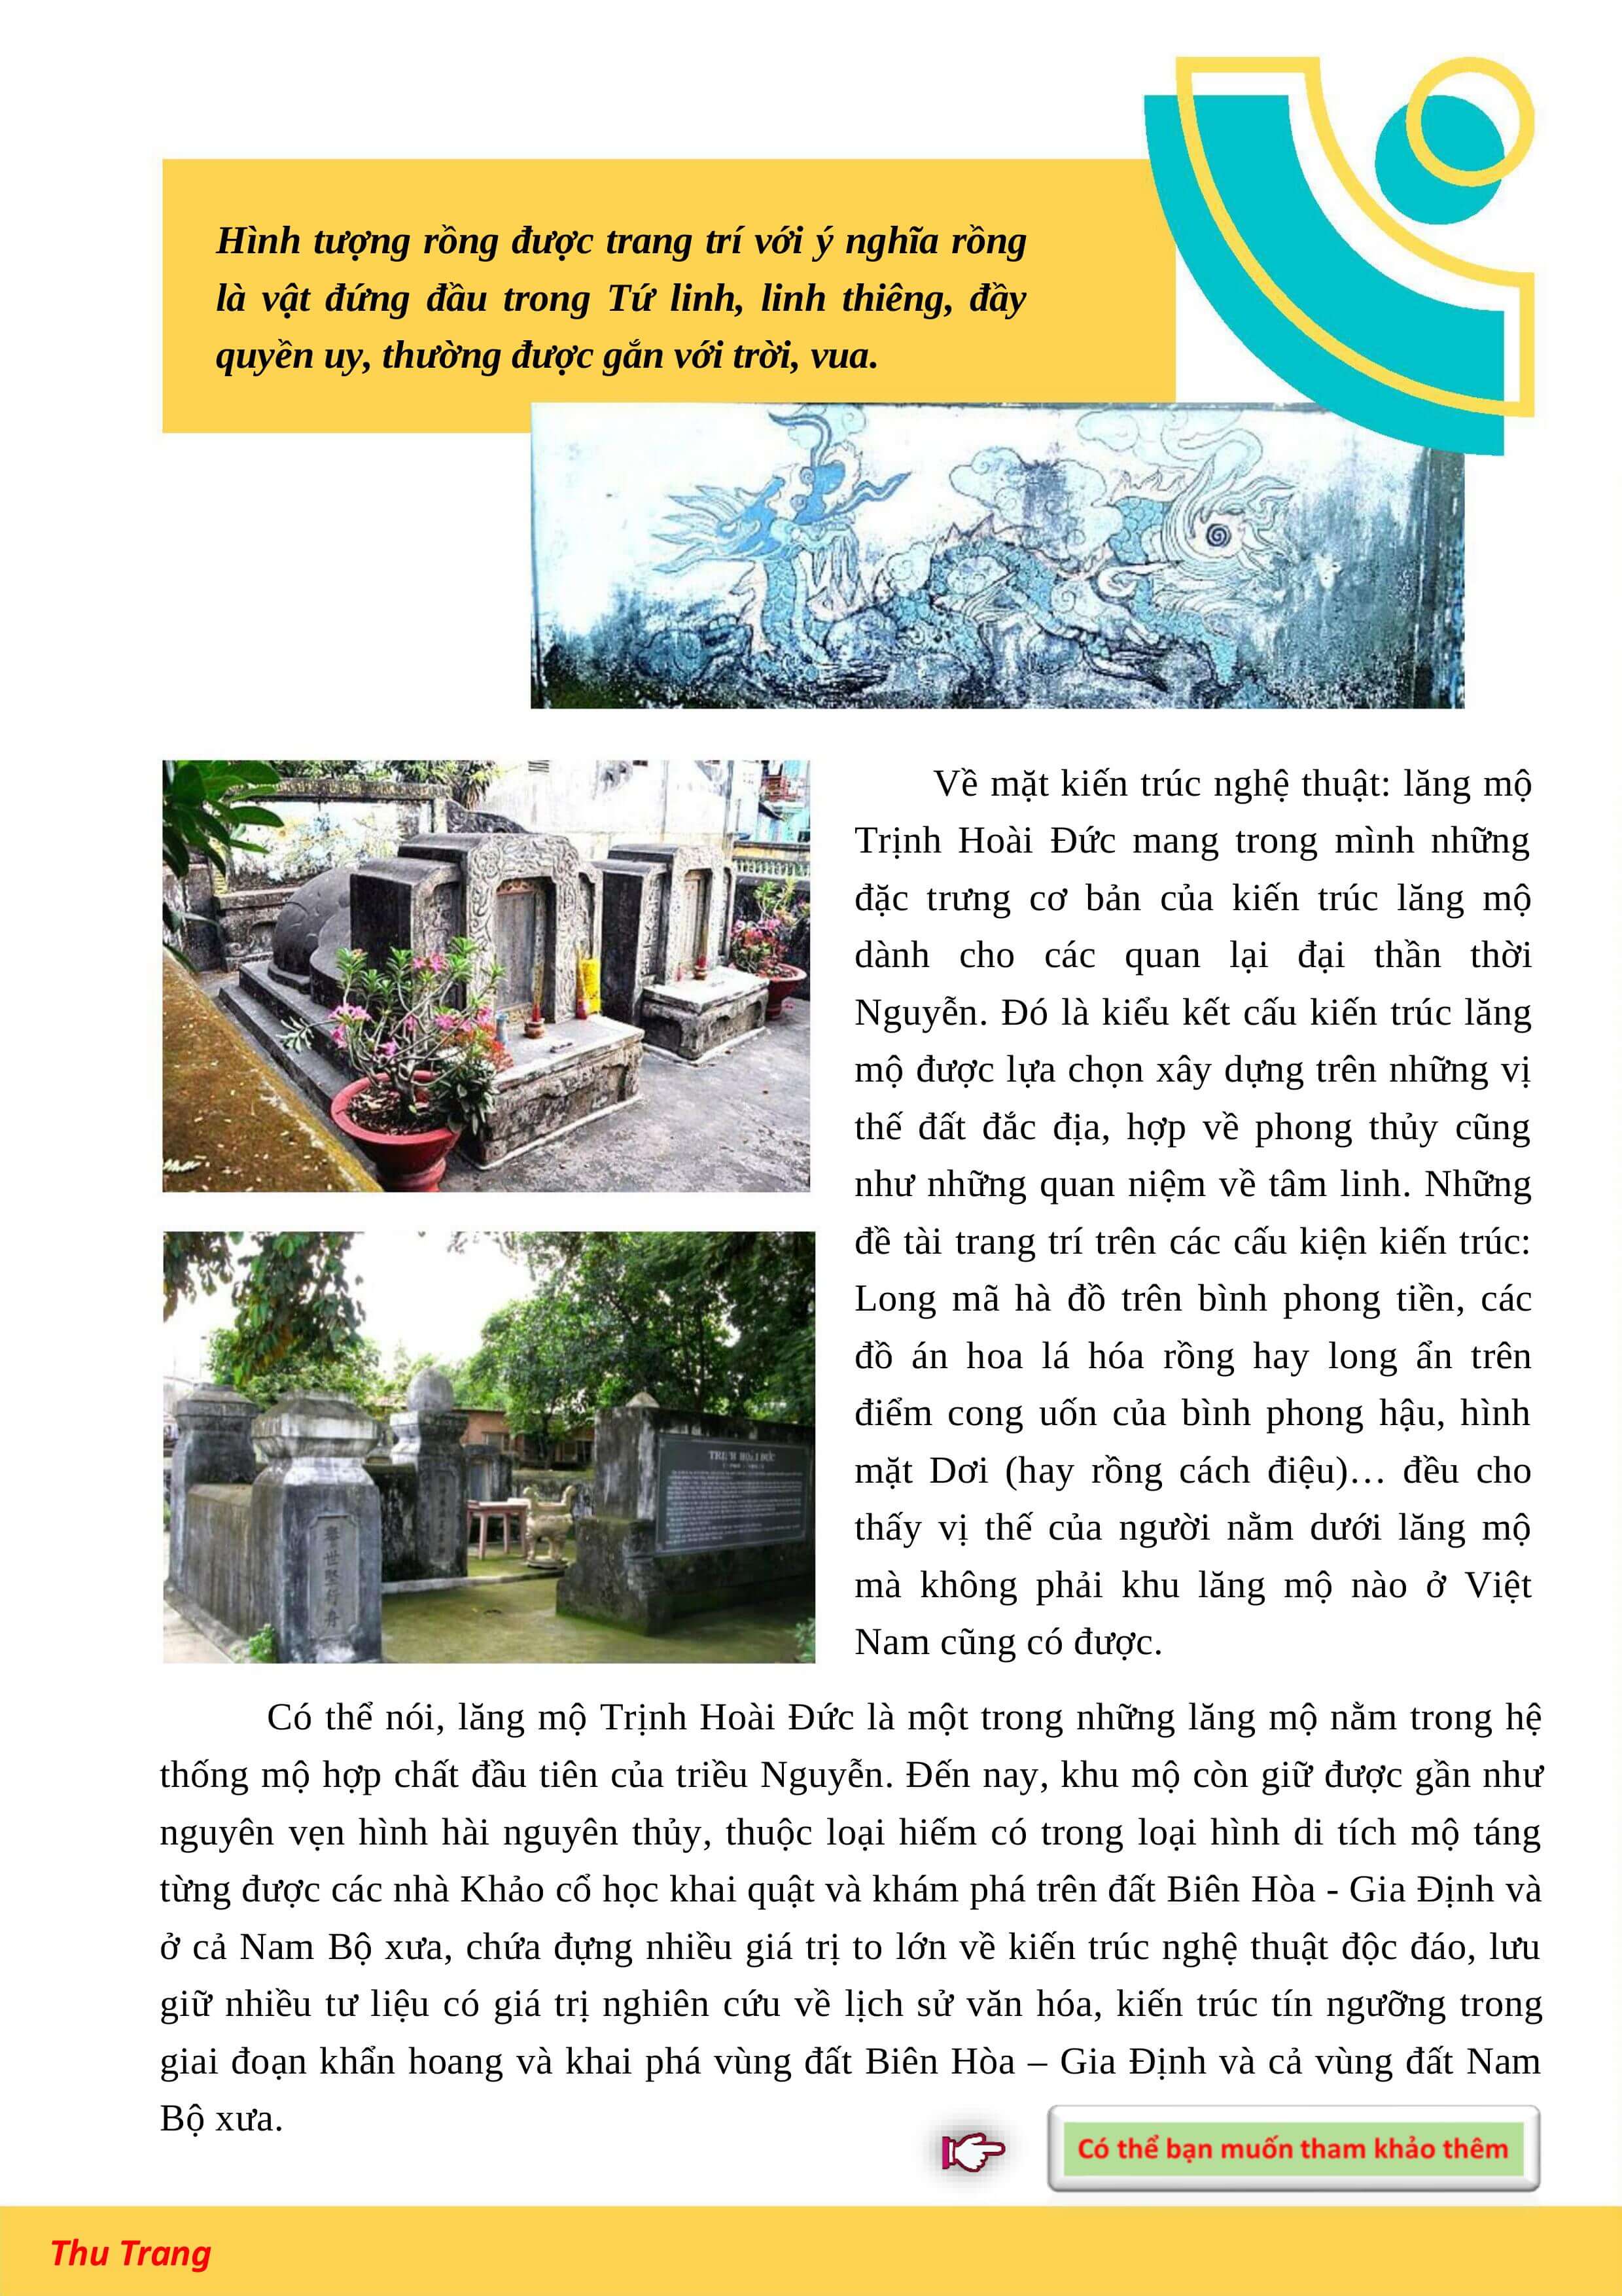 Hình tượng rồng được trang trí với ý nghĩa rồng
là vật đứng đầu trong Tứ linh, linh thiêng, đầy
quyền uy, thường được gắn với trời, vua.
Về mặt kiến trúc nghệ thuật: lăng mộ
Trịnh Hoài Đức mang trong mình những
đặc trưng cơ bản của kiến trúc lăng mộ
dành cho các quan lại đại thần thời
Nguyễn. Đó là kiểu kết cấu kiến trúc lăng
mộ được lựa chọn xây dựng trên những vị
thế đất đắc địa, hợp về phong thủy cũng
như những quan niệm về tâm linh. Những
đề tài trang trí trên các cấu kiện kiến trúc:
Long mã hà đồ trên bình phong tiền, các
đồ án hoa lá hóa rồng hay long ẩn trên
điểm cong uốn của bình phong hậu, hình
mặt Dơi (hay rồng cách điệu)… đều cho
thấy vị thế của người nằm dưới lăng mộ
mà không phải khu lăng mộ nào ở Việt
Nam cũng có được.
TRỊNH HOÀI ĐỨC
Có thể nói, lăng mộ Trịnh Hoài Đức là một trong những lăng mộ nằm trong hệ
thống mộ hợp chất đầu tiên của triều Nguyễn. Đến nay, khu mộ còn giữ được gần như
nguyên vẹn hình hài nguyên thủy, thuộc loại hiếm có trong loại hình di tích mộ táng
từng được các nhà Khảo cổ học khai quật và khám phá trên đất Biên Hòa - Gia Định và
ở cả Nam Bộ xưa, chứa đựng nhiều giá trị to lớn về kiến trúc nghệ thuật độc đáo, lưu
giữ nhiều tư liệu có giá trị nghiên cứu về lịch sử văn hóa, kiến trúc tín ngưỡng trong
giai đoạn khẩn hoang và khai phá vùng đất Biên Hòa – Gia Định và cả vùng đất Nam
Bộ xưa.
Có thể bạn muốn tham khảo thêm
Thu Trang